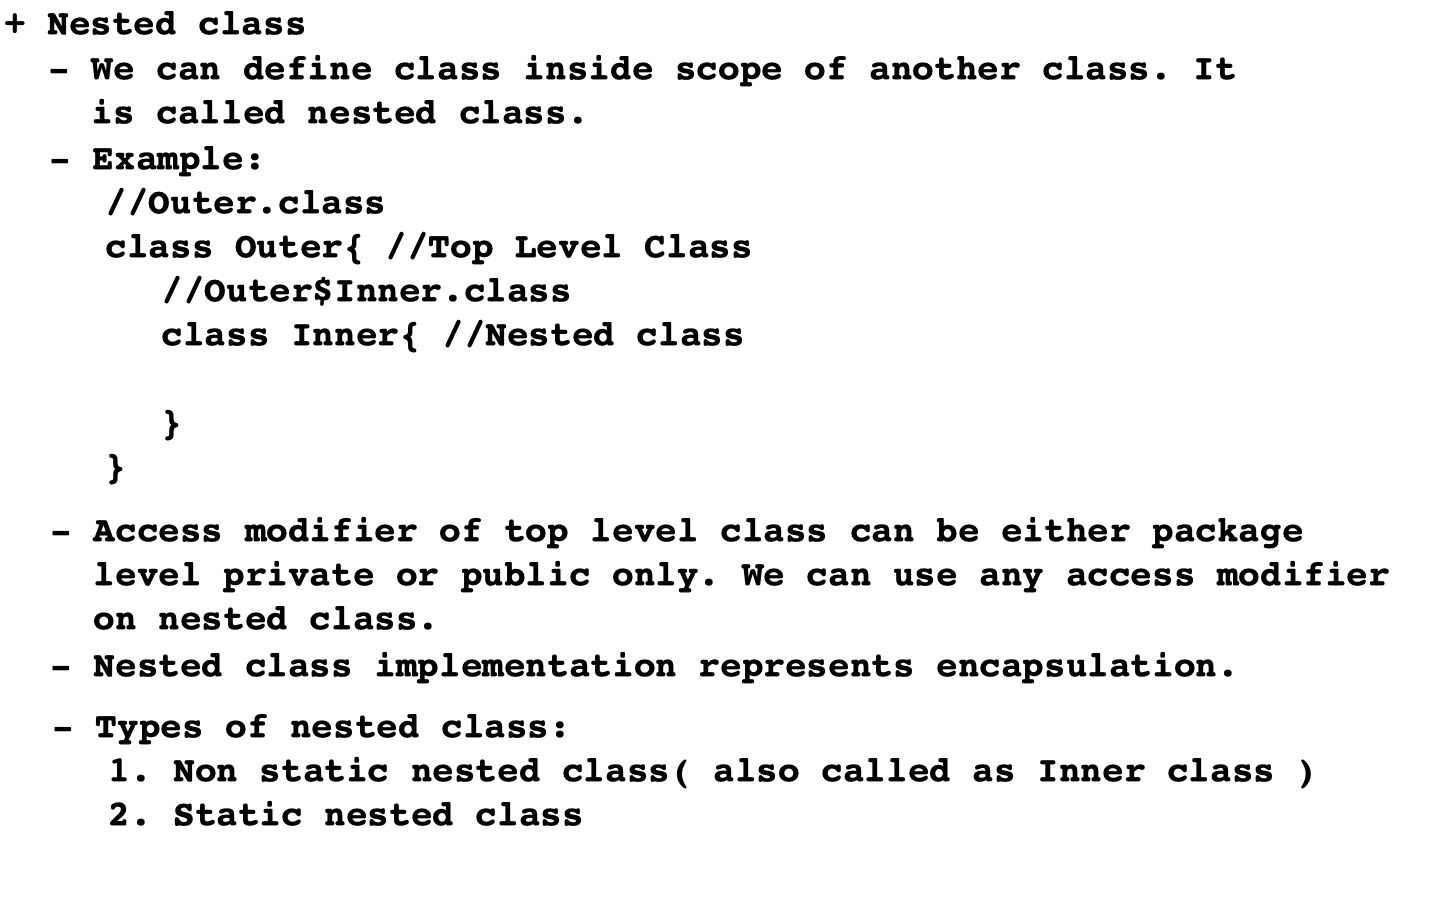 + Nested class
- We can define class inside scope of another class. It
is called nested class.
- Example:
//Outer.class
class Outer{ //Top Level Class
//Outer$Inner.class
class Inner{ //Nested class
}
}
- Access modifier of top level class can be either package
level private or public only. We can use any access modifier
on nested class.
- Nested class implementation represents encapsulation.
- Types of nested class:
1. Non static nested class( also called as Inner class )
2. Static nested class